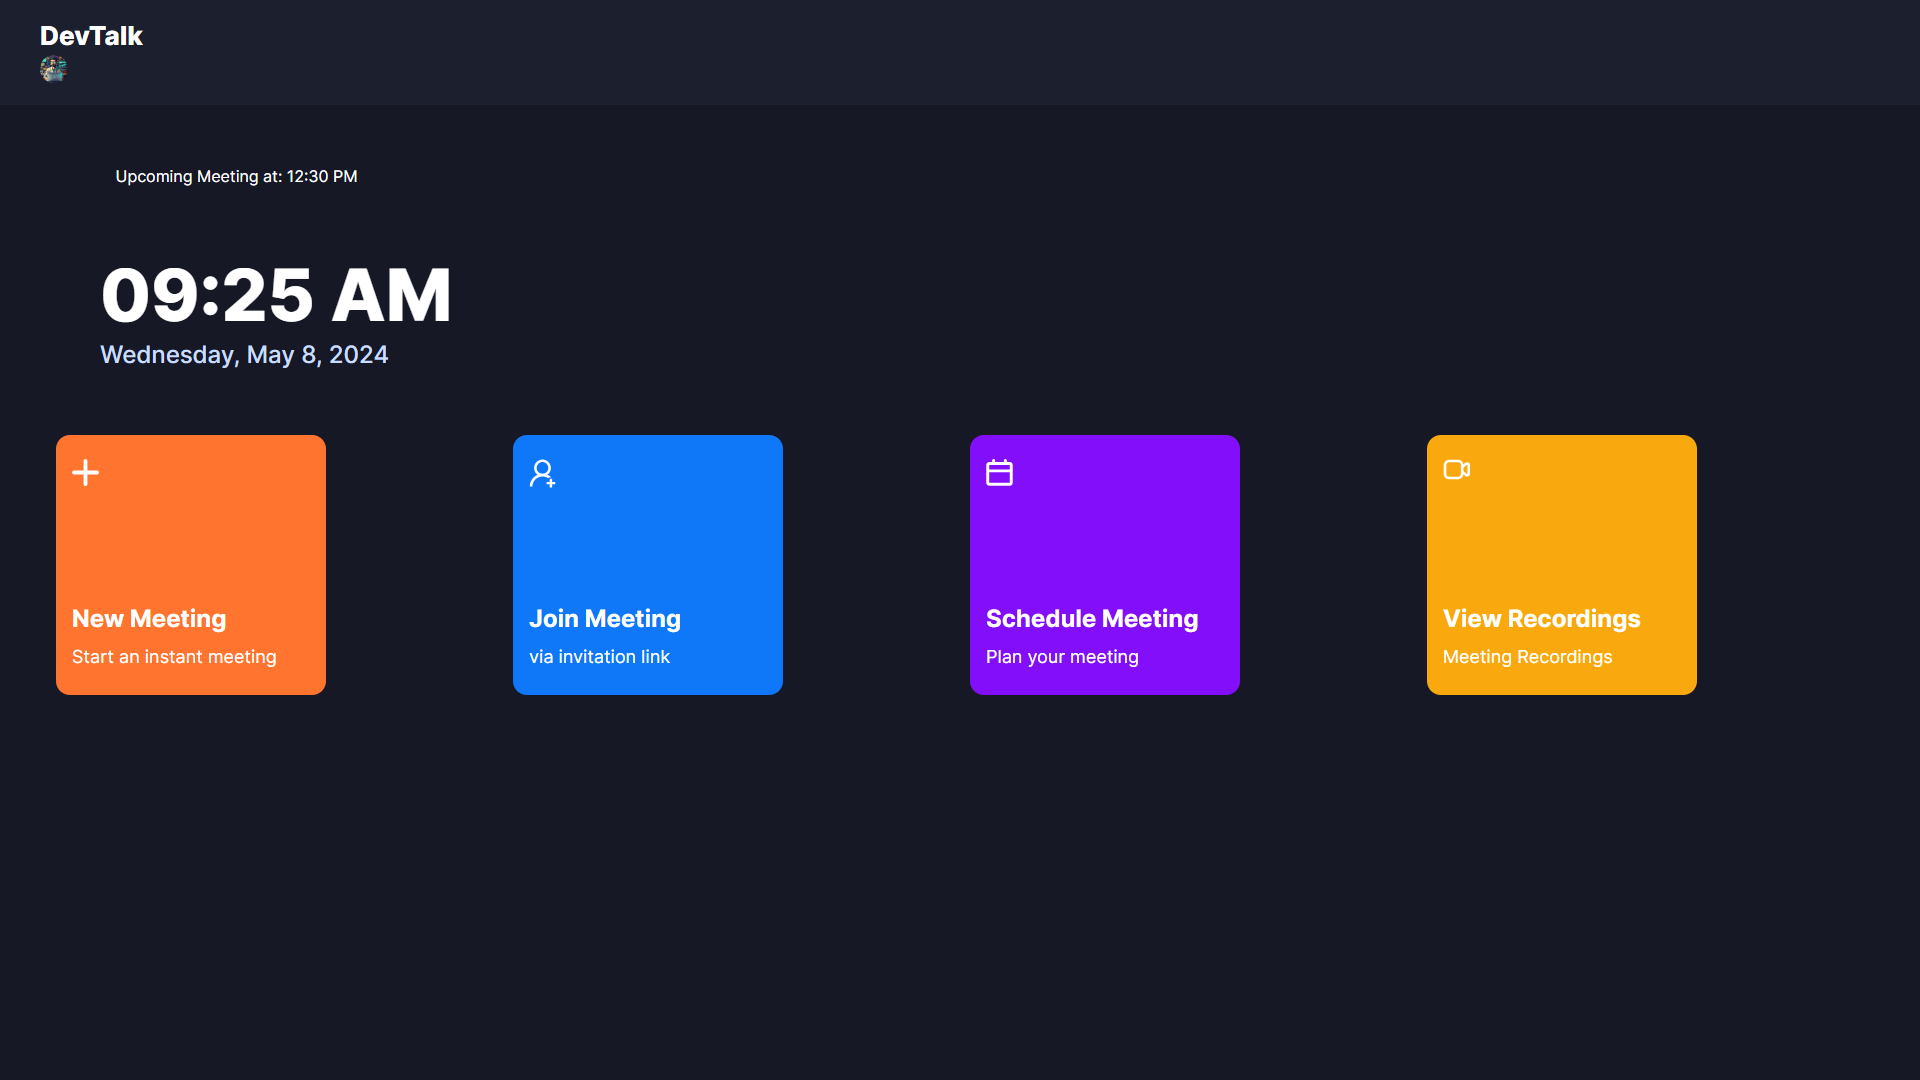 DevTalk
Upcoming Meeting at: 12:30 PM
09:25 AM
Wednesday, May 8, 2024
New Meeting
Start an instant meeting
Join Meeting
via invitation link
Schedule Meeting
Plan your meeting
View Recordings
Meeting Recordings